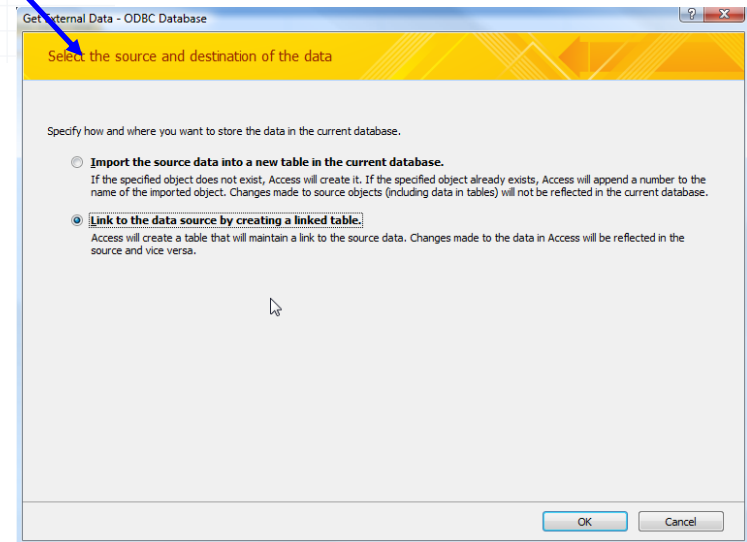 Get External Data - ODBC Database
Select the source and destination of the data
Specify how and where you want to store the data in the current database.
Import the source data into a new table in the current database.
If the specified object does not exist, Access will create it. If the specified object already exists, Access will append a number to the
name of the imported object. Changes made to source objects (including data in tables) will not be reflected in the current database.
Link to the data source by creating a linked table.
Access will create a table that will maintain a link to the source data. Changes made to the data in Access will be reflected in the
source and vice versa.
OK
Cancel